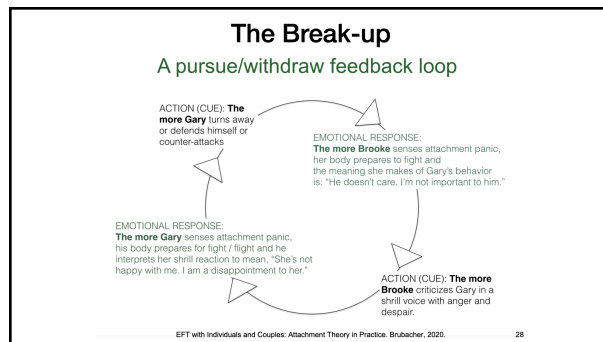 The Break-up
A pursue/withdraw feedback loop
ACTION (CUE): The
more Gary turns away
or defends himself or
counter-attacks
EMOTIONAL RESPONSE:
The more Brooke senses attachment panic,
her body prepares to fight and
the meaning she makes of Gary's behavior
is: “He doesn't care. I'm not important to him.”
ACTION (CUE): The more
Brooke criticizes Gary in a
shrill voice with anger and
despair.
EMOTIONAL RESPONSE:
The more Gary senses attachment panic,
his body prepares for fight / flight and he
interprets her shrill reaction to mean, “She's not
happy with me. I am a disappointment to her.”
EFT with Individuals and Couples: Attachment Theory in Practice. Brubacher, 2020.
28